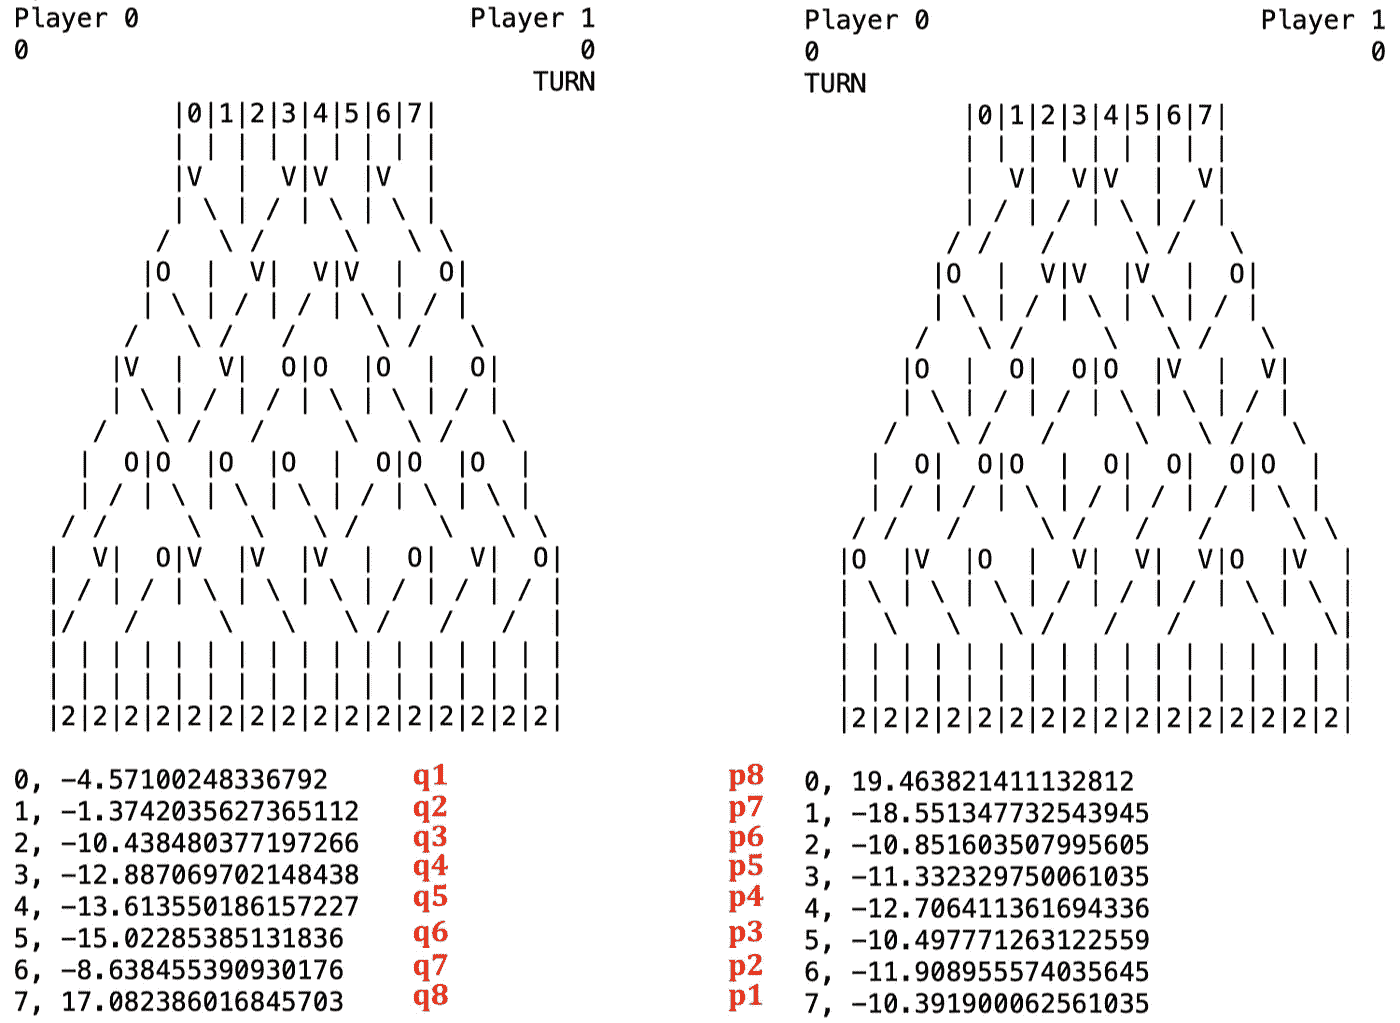 Player 0 Player 1
0 0
TURN
|0|1|2|3|4|5|6|7|
| | | | | | | | |
|V | V|V |V |
| \ | / | \ | \ |
/ \ / \ \ \
|O | V| V|V | O|
| \ | / | / | \ | / |
/ \ / / \ / \
|V | V| O|O |O | O|
| \ | / | / | \ | \ | / |
/ \ / / \ \ / \
| O|O |O |O | O|O |O |
| / | \ | \ | \ | / | \ | \ |
/ / \ \ \ / \ \ \
| V| O|V |V |V | O| V| O|
| / | / | \ | \ | \ | / | / | / |
|/ / \ \ \ / / / |
| | | | | | | | | | | | | | | | |
| | | | | | | | | | | | | | | | |
|2|2|2|2|2|2|2|2|2|2|2|2|2|2|2|2|
0, -4.57100248336792 q1
1, -1.3742035627365112 q2
2, -10.438480377197266 q3
3, -12.887069702148438 q4
4, -13.613550186157227 q5
5, -15.02285385131836 q6
6, -8.638455390930176 q7
7, 17.082386016845703 q8
Player 0 Player 1
0 0
TURN
|0|1|2|3|4|5|6|7|
| | | | | | | | |
| V| V|V | V|
| / | / | \ | / |
/ / / \ / \
|O | V|V |V | O|
| \ | / | \ | \ | / |
/ \ / \ \ / \
|O | O| O|O |V | V|
| \ | / | / | \ | \ | / |
/ \ / / \ \ / \
| O| O|O | O| O| O|O |
| / | / | \ | / | / | / | \ |
/ / / \ / / / \ \
|O |V |O | V| V| V|O |V |
| \ | \ | \ | / | / | / | \ | \ |
| \ \ \ / / / \ \|
| | | | | | | | | | | | | | | | |
| | | | | | | | | | | | | | | | |
|2|2|2|2|2|2|2|2|2|2|2|2|2|2|2|2|
p8 0, 19.463821411132812
p7 1, -18.551347732543945
p6 2, -10.851603507995605
p5 3, -11.332329750061035
p4 4, -12.706411361694336
p3 5, -10.497771263122559
p2 6, -11.908955574035645
p1 7, -10.391900062561035